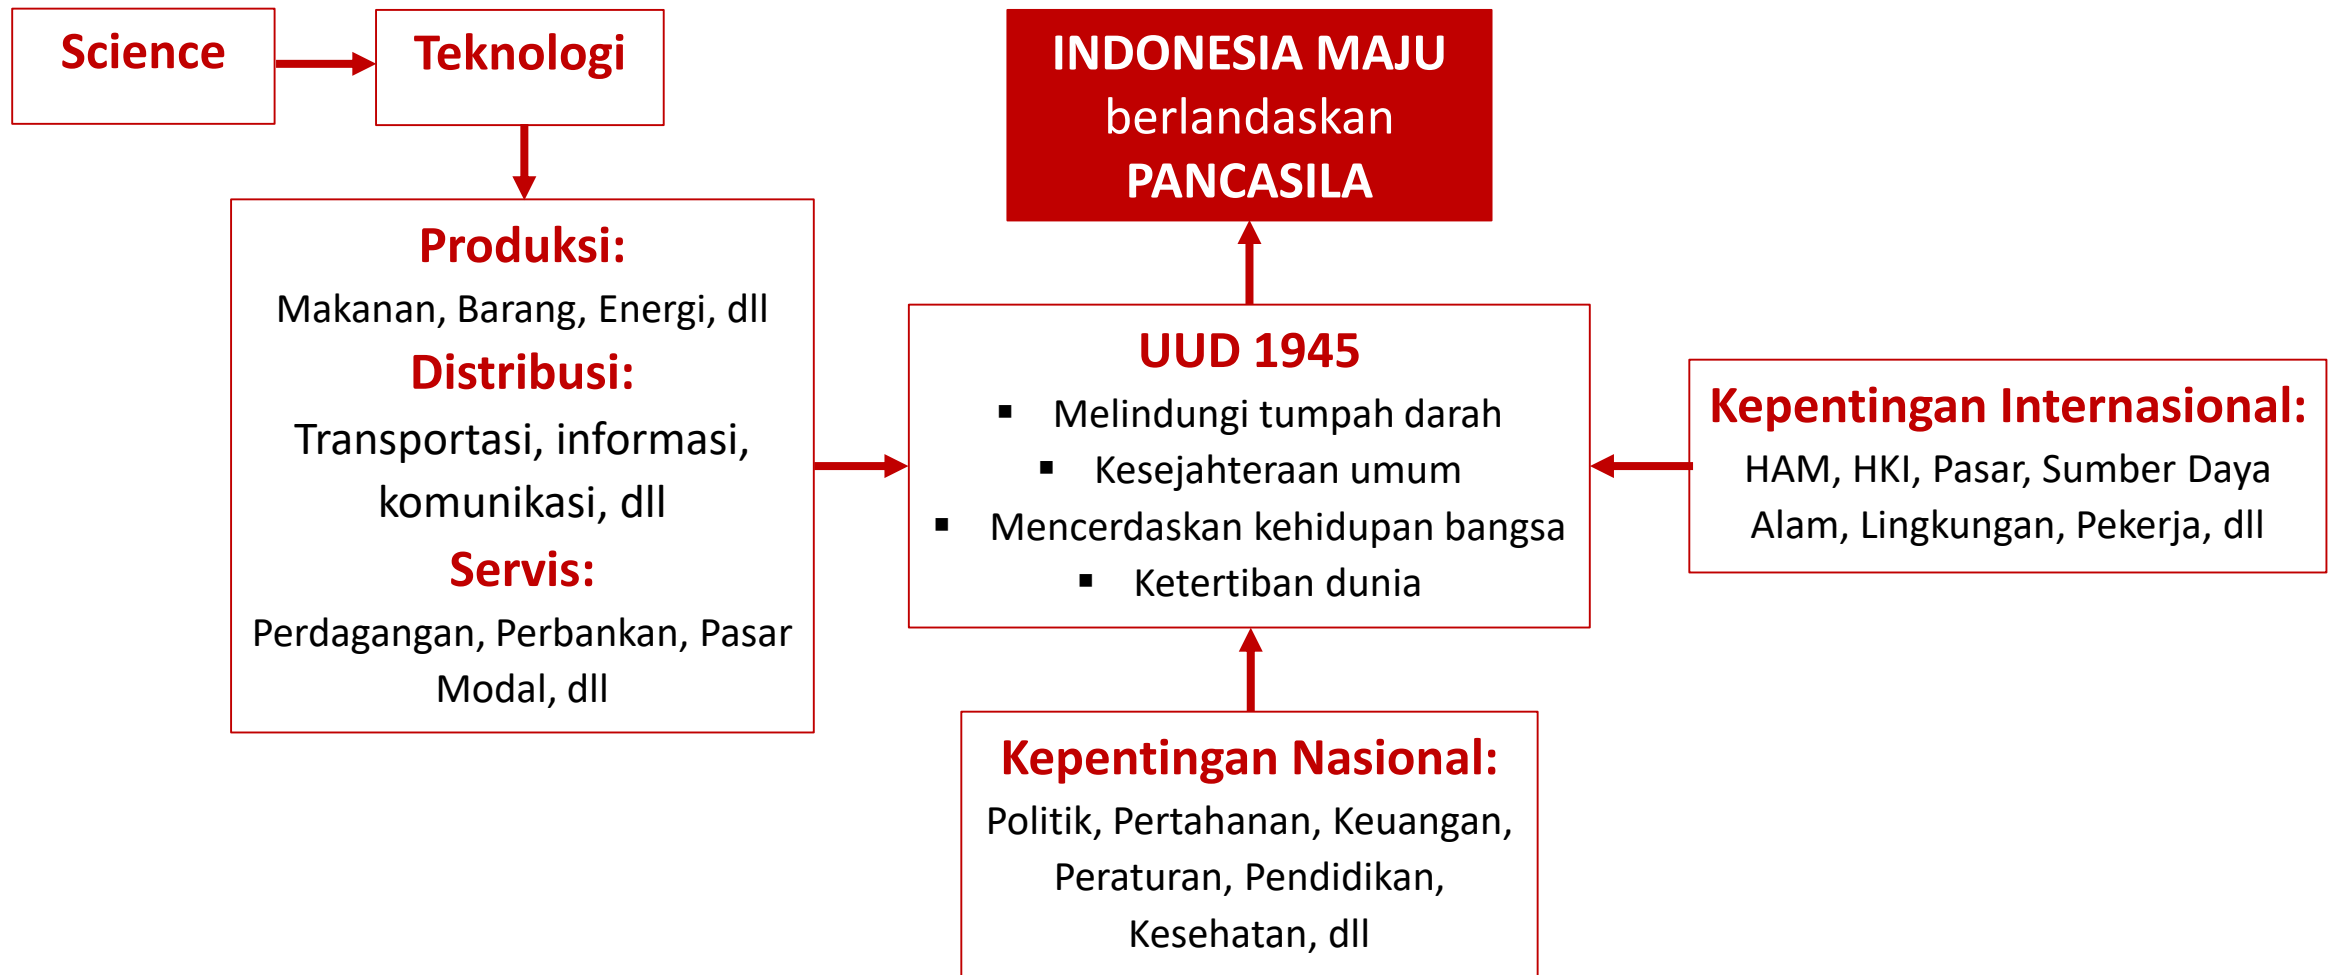 Science
Teknologi
INDONESIA MAJU
berlandaskan
PANCASILA
Produksi:
Makanan, Barang, Energi, dll
Distribusi:
Transportasi, informasi,
komunikasi, dll
Servis:
Perdagangan, Perbankan, Pasar
Modal, dll
UUD 1945
▪ Melindungi tumpah darah
▪ Kesejahteraan umum
▪ Mencerdaskan kehidupan bangsa
▪ Ketertiban dunia
Kepentingan Internasional:
HAM, HKI, Pasar, Sumber Daya
Alam, Lingkungan, Pekerja, dll
Kepentingan Nasional:
Politik, Pertahanan, Keuangan,
Peraturan, Pendidikan,
Kesehatan, dll